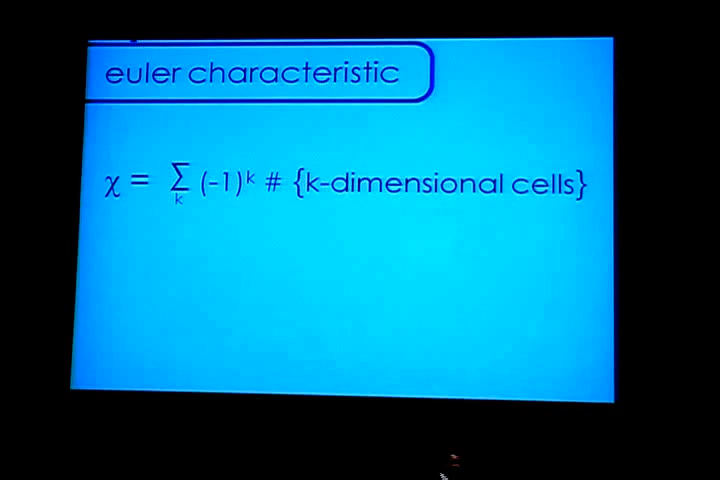 euler characteristic
χ = ∑ₖ (-1)ᵏ # {k-dimensional cells}